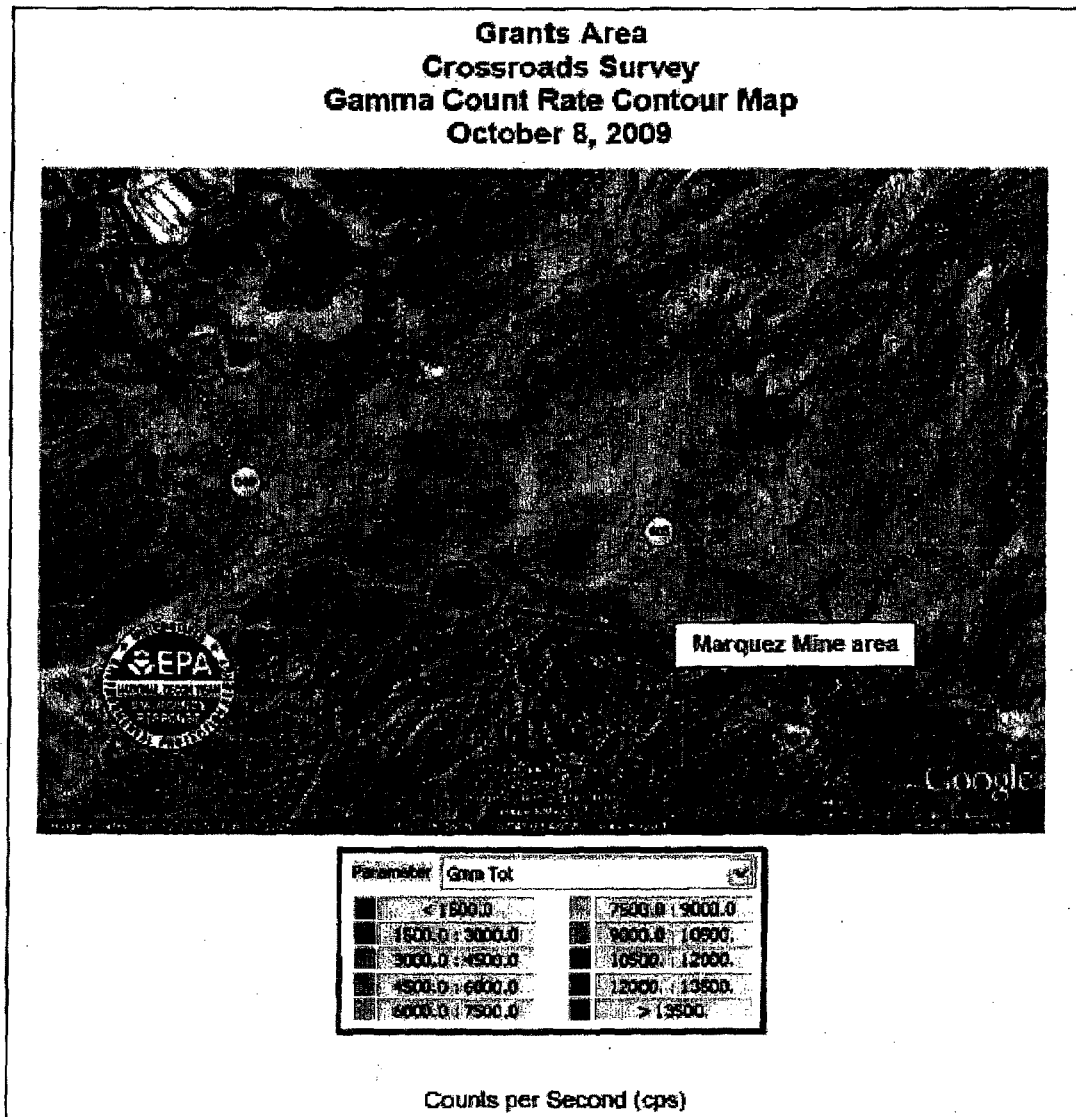 Grants Area
Crossroads Survey
Gamma Count Rate Contour Map
October 8, 2009
Marquez Mine area
EPA
Google
Parameter Gmm Tot
< 1500.0
7500.0 : 9000.0
1500.0 : 3000.0
9000.0 : 10500.
3000.0 : 4500.0
10500. : 12000.
4500.0 : 6000.0
12000. : 13500.
6000.0 : 7500.0
> 13500.
Counts per Second (cps)